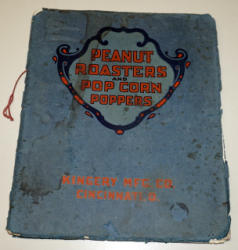 PEANUT
ROASTERS
AND
POP CORN
POPPERS
KINGERY MFG. CO.
CINCINNATI, O.